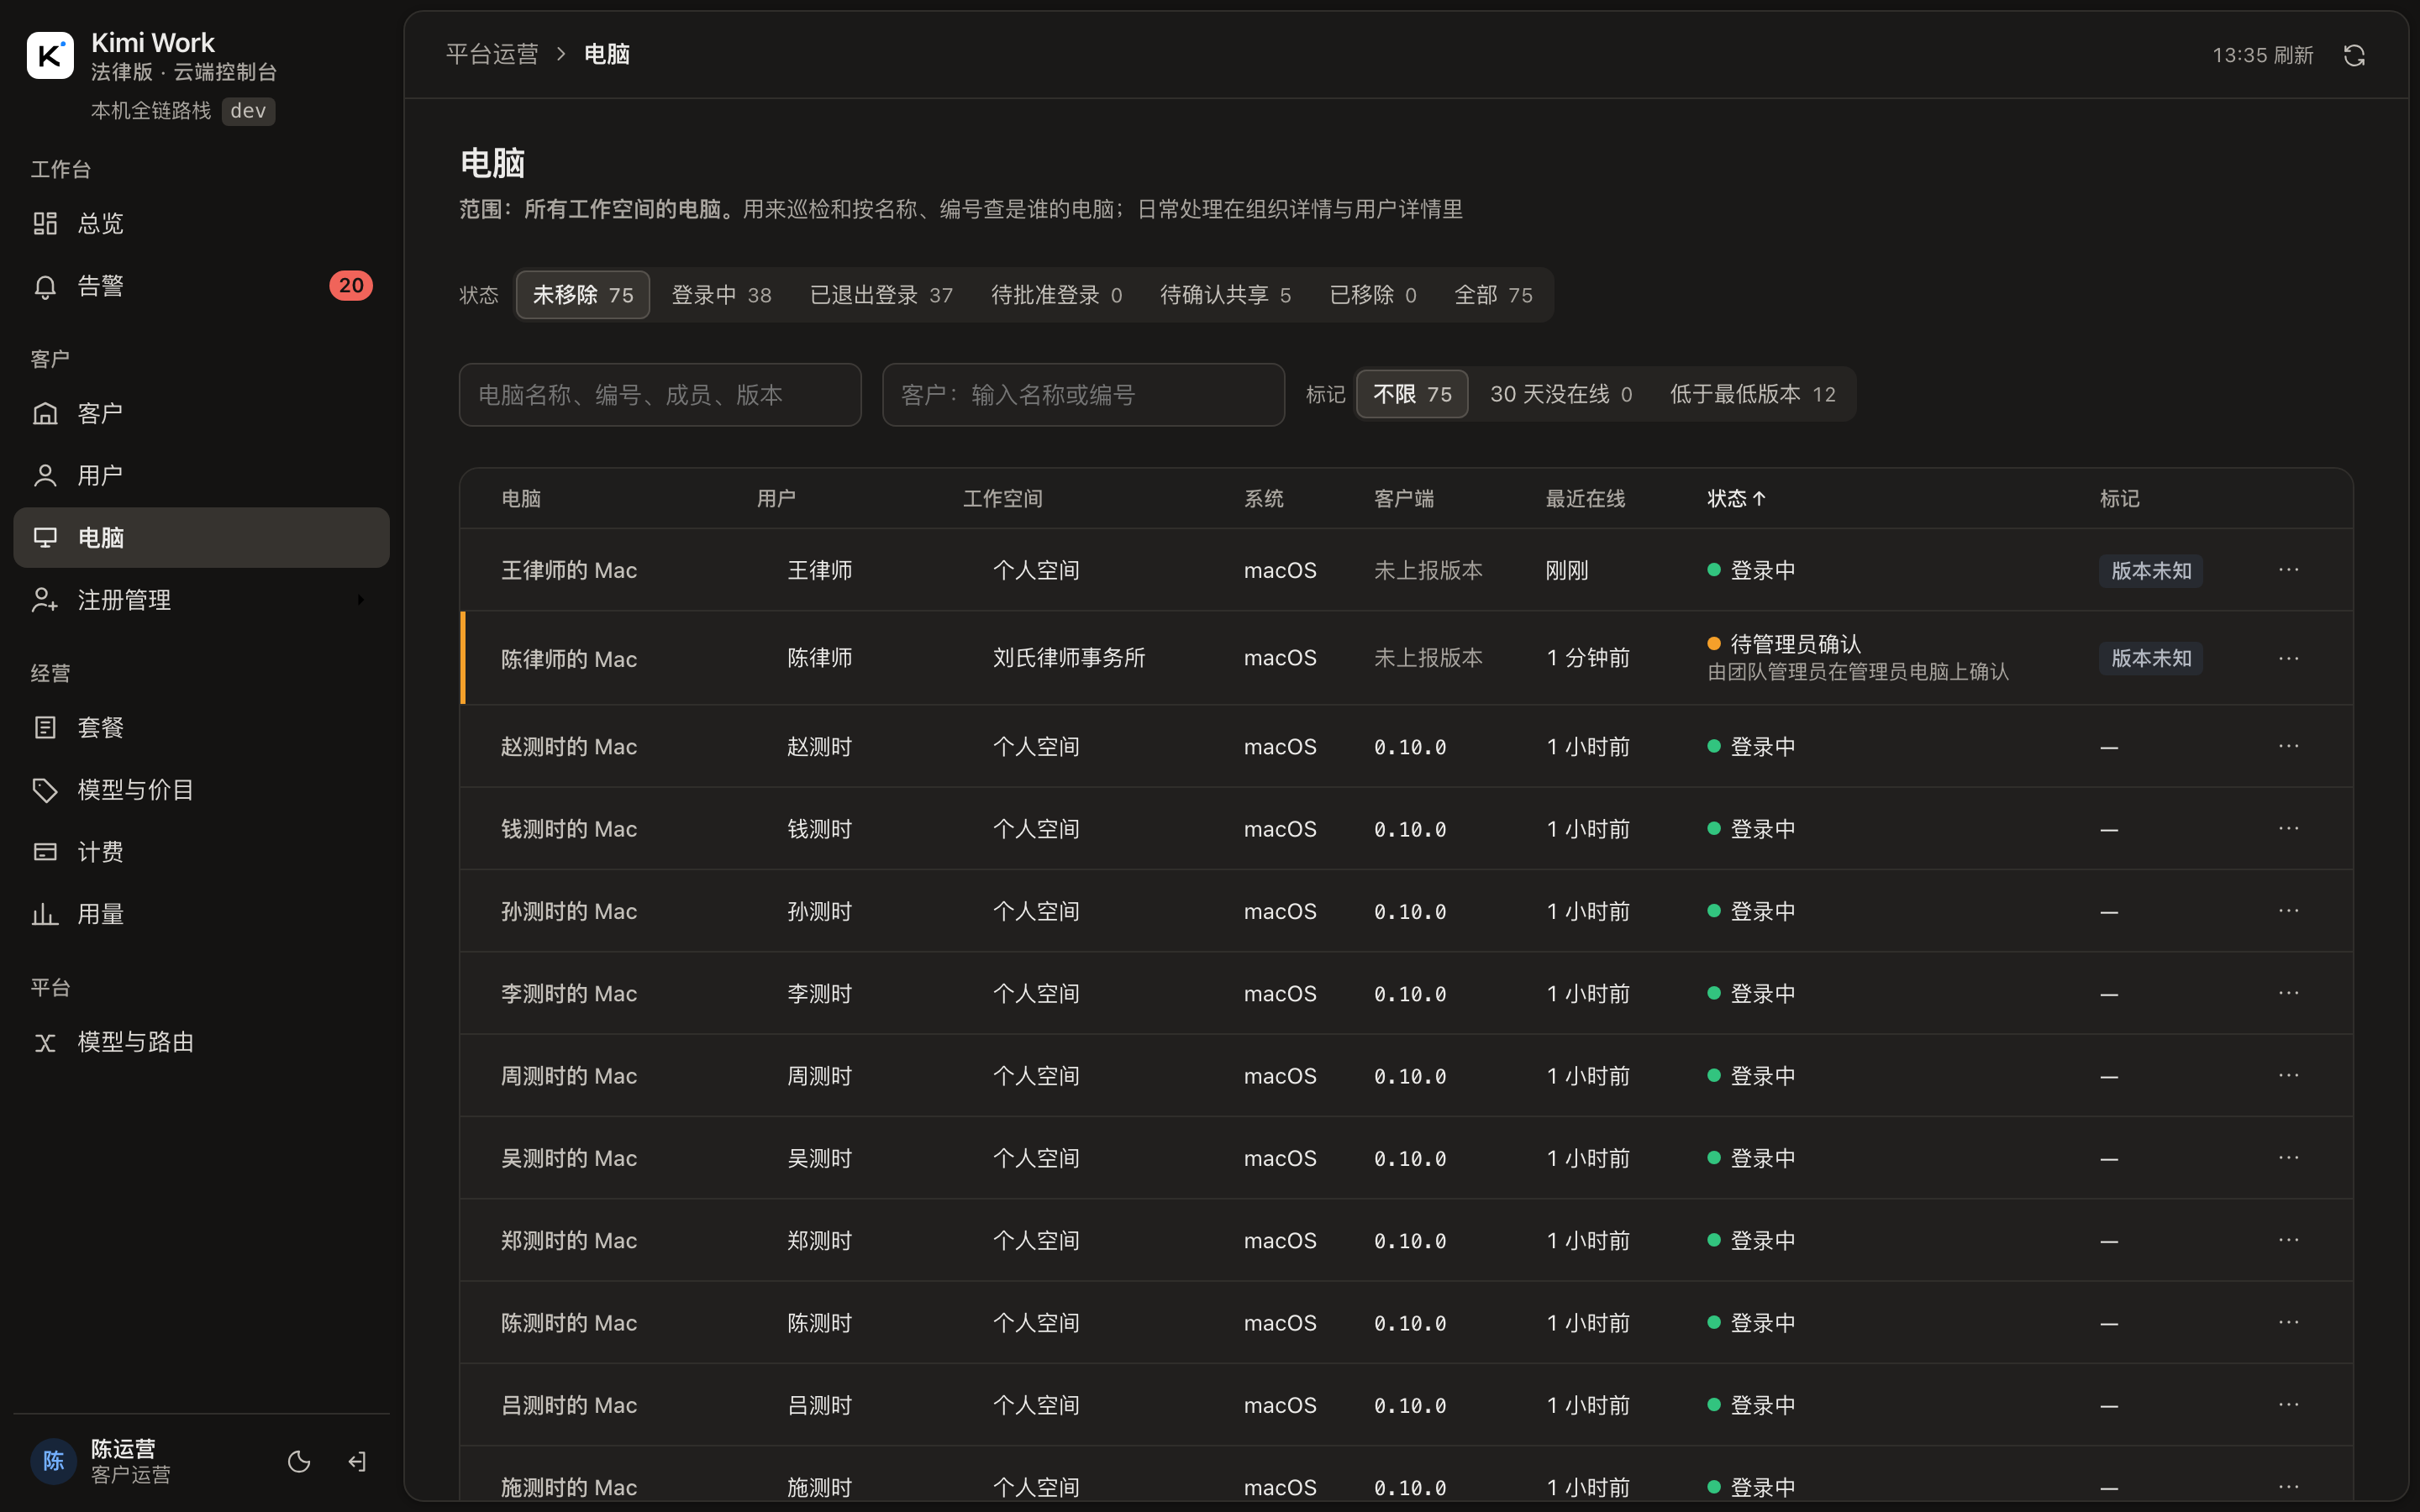 Kimi Work
法律版 · 云端控制台
本机全链路栈 dev
工作台
总览
告警 20
客户
客户
用户
电脑
注册管理
经营
套餐
模型与价目
计费
用量
平台
模型与路由
陈 陈运营
客户运营
平台运营 > 电脑
13:35 刷新
电脑
范围：所有工作空间的电脑。用来巡检和按名称、编号查是谁的电脑；日常处理在组织详情与用户详情里
状态 未移除 75 登录中 38 已退出登录 37 待批准登录 0 待确认共享 5 已移除 0 全部 75
电脑名称、编号、成员、版本 客户：输入名称或编号 标记 不限 75 30 天没在线 0 低于最低版本 12
电脑 用户 工作空间 系统 客户端 最近在线 状态↑ 标记
王律师的 Mac 王律师 个人空间 macOS 未上报版本 刚刚 登录中 版本未知 ···
陈律师的 Mac 陈律师 刘氏律师事务所 macOS 未上报版本 1 分钟前 待管理员确认 版本未知 ···
由团队管理员在管理员电脑上确认
赵测时的 Mac 赵测时 个人空间 macOS 0.10.0 1 小时前 登录中 — ···
钱测时的 Mac 钱测时 个人空间 macOS 0.10.0 1 小时前 登录中 — ···
孙测时的 Mac 孙测时 个人空间 macOS 0.10.0 1 小时前 登录中 — ···
李测时的 Mac 李测时 个人空间 macOS 0.10.0 1 小时前 登录中 — ···
周测时的 Mac 周测时 个人空间 macOS 0.10.0 1 小时前 登录中 — ···
吴测时的 Mac 吴测时 个人空间 macOS 0.10.0 1 小时前 登录中 — ···
郑测时的 Mac 郑测时 个人空间 macOS 0.10.0 1 小时前 登录中 — ···
陈测时的 Mac 陈测时 个人空间 macOS 0.10.0 1 小时前 登录中 — ···
吕测时的 Mac 吕测时 个人空间 macOS 0.10.0 1 小时前 登录中 — ···
施测时的 Mac 施测时 个人空间 macOS 0.10.0 1 小时前 登录中 — ···